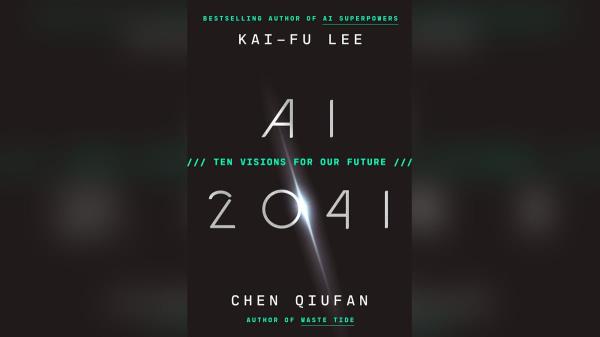 BESTSELLING AUTHOR OF AI SUPERPOWERS
KAI–FU LEE
AI
/// TEN VISIONS FOR OUR FUTURE ///
2041
CHEN QIUFAN
AUTHOR OF WASTE TIDE